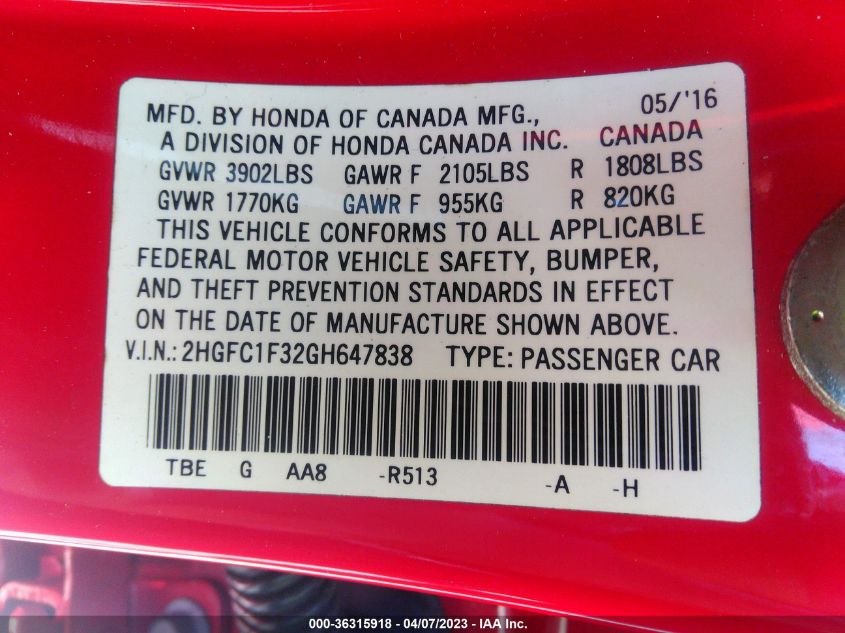 MFD. BY HONDA OF CANADA MFG., 05/'16
A DIVISION OF HONDA CANADA INC. CANADA
GVWR 3902LBS GAWR F 2105LBS R 1808LBS
GVWR 1770KG GAWR F 955KG R 820KG
THIS VEHICLE CONFORMS TO ALL APPLICABLE
FEDERAL MOTOR VEHICLE SAFETY, BUMPER,
AND THEFT PREVENTION STANDARDS IN EFFECT
ON THE DATE OF MANUFACTURE SHOWN ABOVE.
V.I.N.: 2HGFC1F32GH647838 TYPE: PASSENGER CAR
TBE G AA8 -R513 -A -H
000-36315918 - 04/07/2023 - IAA Inc.